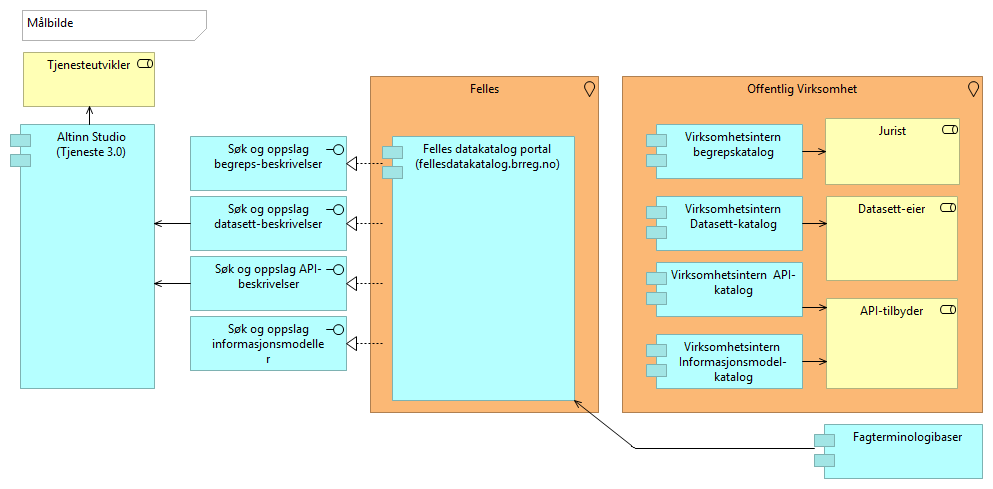 Målbilde
Tjenesteutvikler
Altinn Studio
(Tjeneste 3.0)
Søk og oppslag
begreps-beskrivelser
Søk og oppslag
datasett-beskrivelser
Søk og oppslag API-
beskrivelser
Søk og oppslag
informasjonsmodelle
r
Felles
Felles datakatalog portal
(fellesdatakatalog.brreg.no)
Offentlig Virksomhet
Virksomhetsintern
begrepskatalog
Jurist
Virksomhetsintern
Datasett-katalog
Datasett-eier
Virksomhetsintern  API-
katalog
API-tilbyder
Virksomhetsintern
Informasjonsmodel-
katalog
Fagterminologibaser